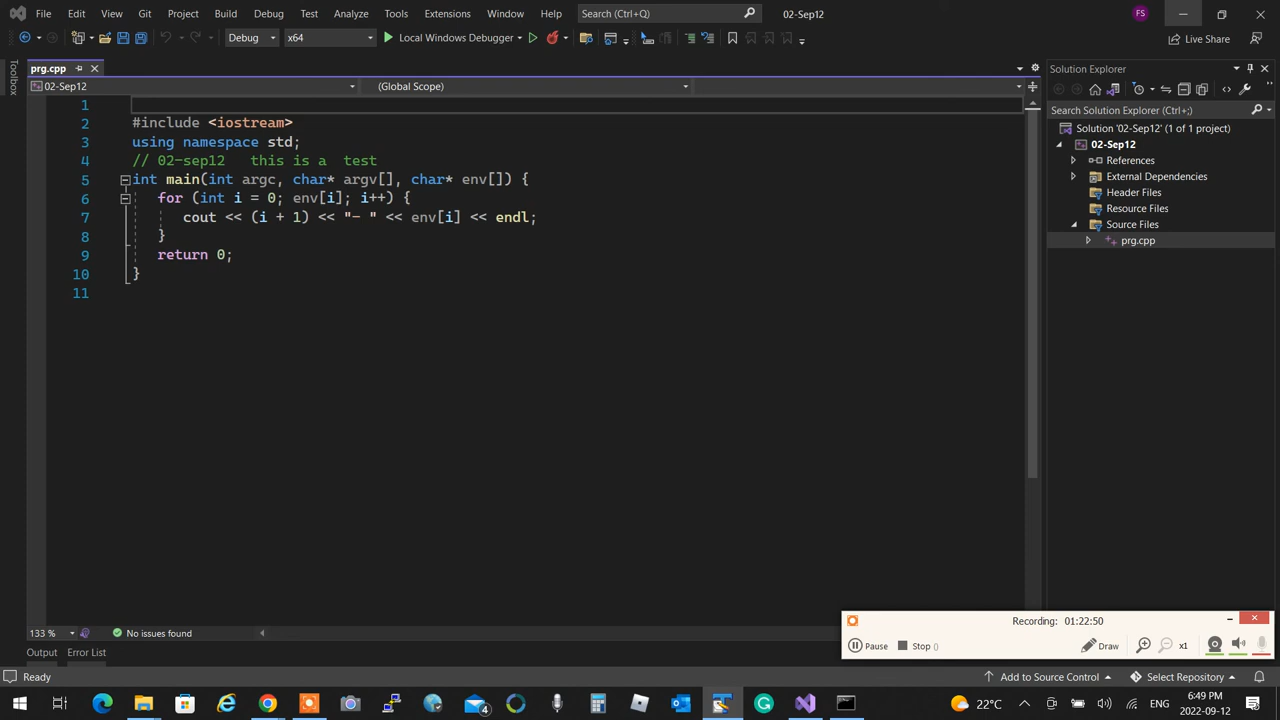 File Edit View Git Project Build Debug Test Analyze Tools Extensions Window Help Search (Ctrl+Q) 02-Sep12 FS
Debug x64 Local Windows Debugger Live Share
Toolbox
prg.cpp
02-Sep12 (Global Scope)
1
2 #include <iostream>
3 using namespace std;
4 // 02-sep12 this is a test
5 int main(int argc, char* argv[], char* env[]) {
6 for (int i = 0; env[i]; i++) {
7 cout << (i + 1) << "- " << env[i] << endl;
8 }
9 return 0;
10 }
11
Solution Explorer
Search Solution Explorer (Ctrl+;)
Solution '02-Sep12' (1 of 1 project)
02-Sep12
References
External Dependencies
Header Files
Resource Files
Source Files
prg.cpp
133 % No issues found
Output Error List
Recording: 01:22:50
Pause Stop () Draw x1
Ready Add to Source Control Select Repository
4 22°C 6:49 PM
2022-09-12